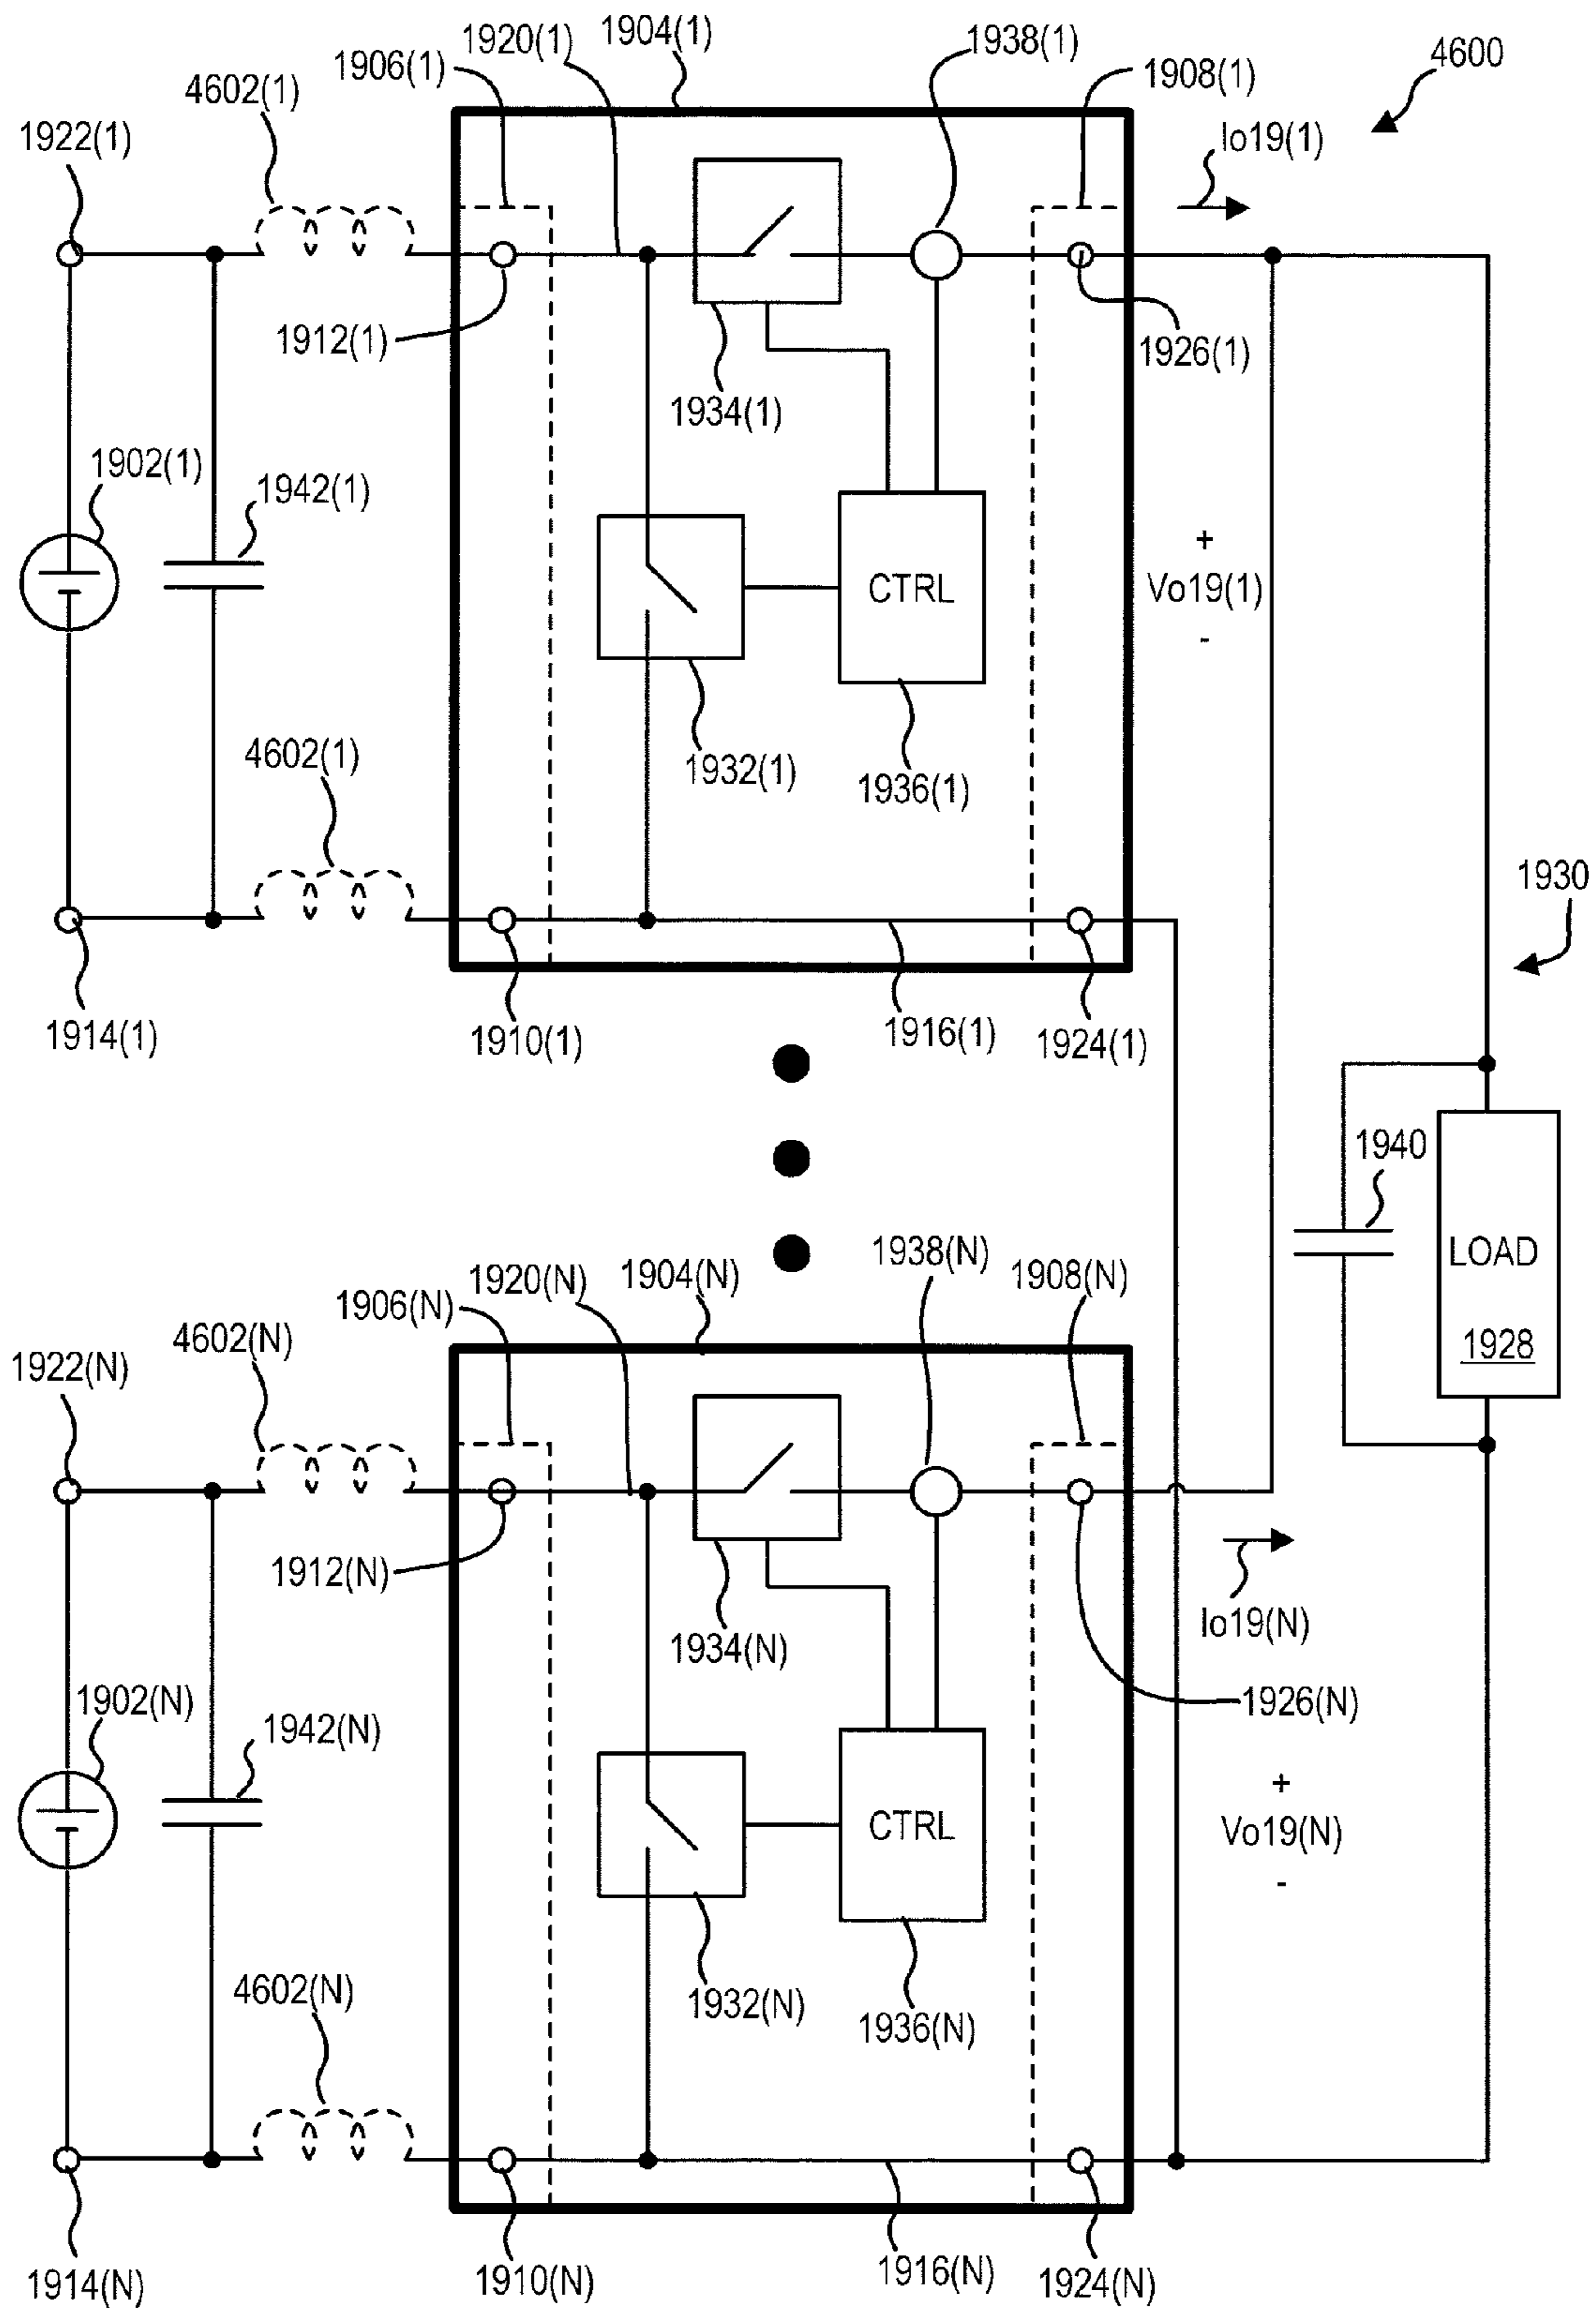 1904(1)
1920(1)
1938(1)
4600
1906(1)
1908(1)
4602(1)
1922(1)
Io19(1)
1912(1)
1926(1)
1934(1)
1902(1)
1942(1)
+
CTRL
Vo19(1)
-
4602(1)
1932(1)
1936(1)
1930
1914(1)
1910(1)
1916(1)
1924(1)
1940
LOAD
1928
1938(N)
1920(N)
1904(N)
1908(N)
1906(N)
4602(N)
1922(N)
1912(N)
1934(N)
Io19(N)
1902(N)
1942(N)
1926(N)
+
CTRL
Vo19(N)
-
4602(N)
1932(N)
1936(N)
1914(N)
1910(N)
1916(N)
1924(N)